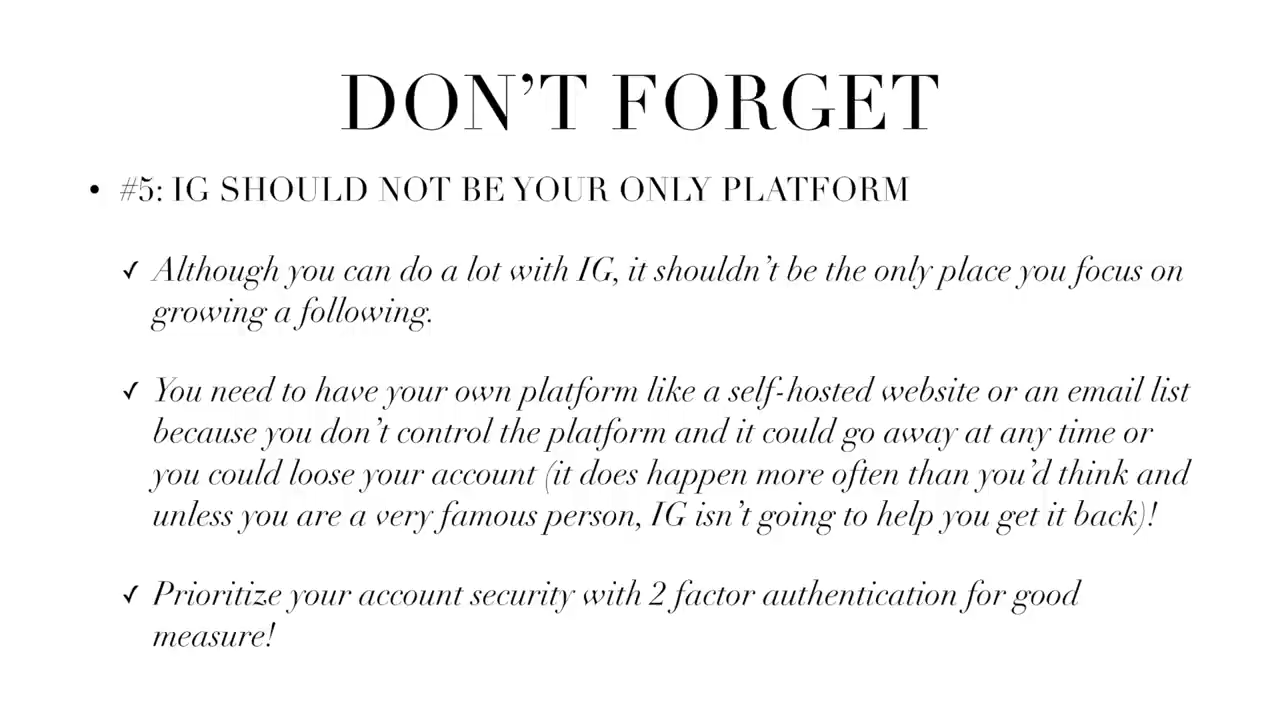 DON’T FORGET
• #5: IG SHOULD NOT BE YOUR ONLY PLATFORM
✓ Although you can do a lot with IG, it shouldn’t be the only place you focus on
growing a following.
✓ You need to have your own platform like a self-hosted website or an email list
because you don’t control the platform and it could go away at any time or
you could loose your account (it does happen more often than you’d think and
unless you are a very famous person, IG isn’t going to help you get it back)!
✓ Prioritize your account security with 2 factor authentication for good
measure!